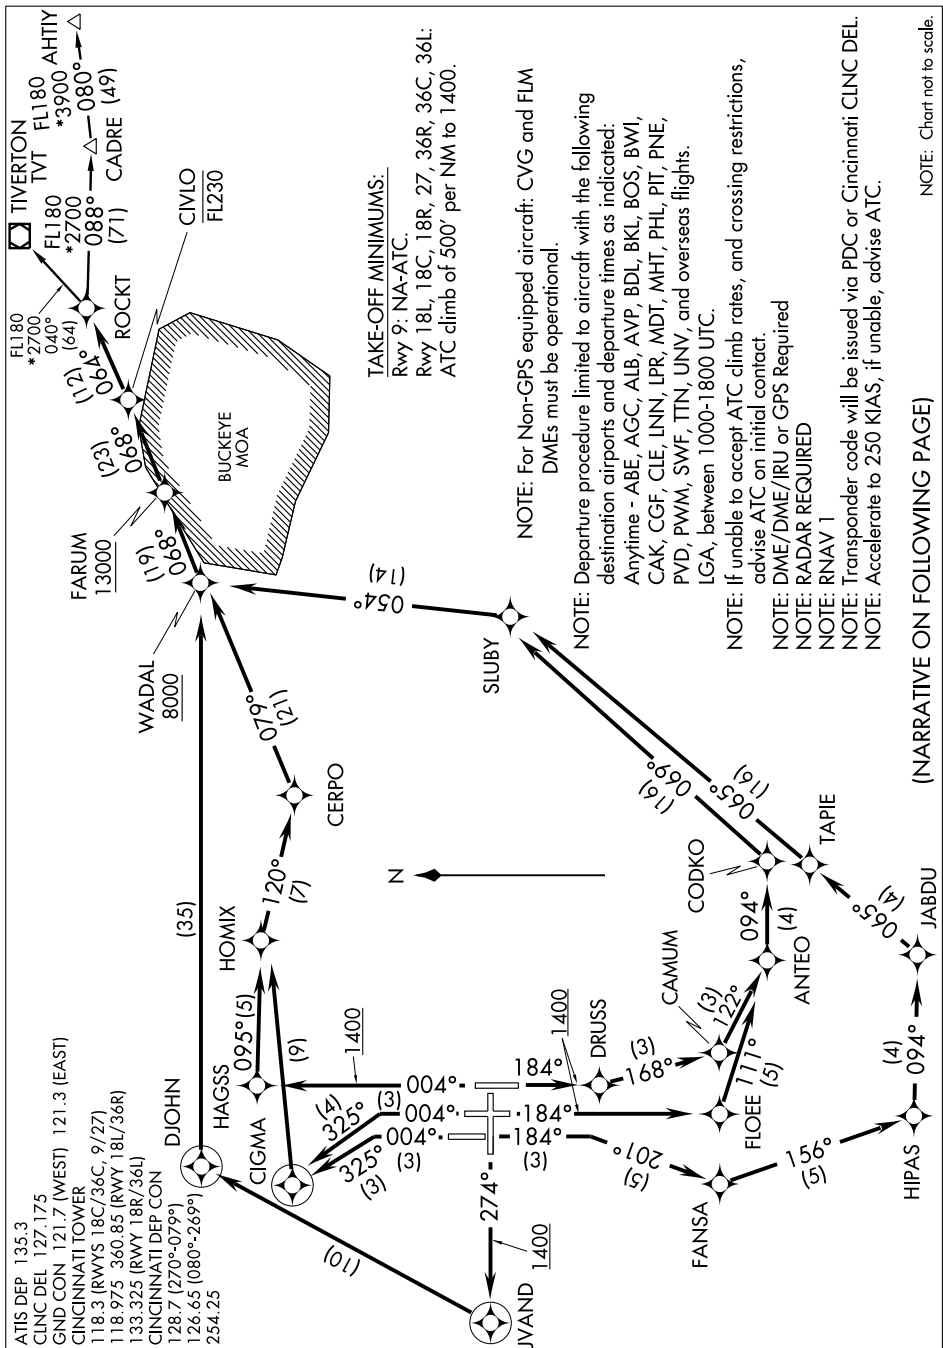 ATIS DEP 135.3
CLNC DEL 127.175
GND CON 121.7 (WEST) 121.3 (EAST)
CINCINNATI TOWER
118.3 (RWYS 18C/36C, 9/27)
118.975 360.85 (RWY 18L/36R)
133.325 (RWY 18R/36L)
CINCINNATI DEP CON
128.7 (270°-079°)
126.65 (080°-269°)
254.25
TIVERTON
TVT
FL180
*2700
040°
(64)
FL180
*2700
088°
(71)
CADRE
FL180
*3900
080°
(49)
AHTIY
ROCKT
(12)
064°
CIVLO
FL230
(23)
068°
FARUM
13000
(19)
068°
WADAL
8000
BUCKEYE
MOA
TAKE-OFF MINIMUMS:
Rwy 9: NA-ATC.
Rwy 18L, 18C, 18R, 27, 36R, 36C, 36L:
ATC climb of 500' per NM to 1400.
(35)
DJOHN
(10)
JVAND
1400
274°
079°
(21)
CERPO
120°
(7)
HOMIX
095° (5)
HAGSS
(9)
CIGMA
(4)
325°
(3)
325°
(3)
004°
004°
004°
(3)
1400
N
184°
184°
184°
(3)
1400
DRUSS
168°
(3)
CAMUM
(3)
122°
FLOEE
111°
(5)
ANTEO
094°
(4)
CODKO
069°
(16)
SLUBY
054°
(14)
201°
(5)
FANSA
156°
(5)
HIPAS
094°
(4)
JABDU
065°
(4)
TAPIE
065°
(16)
NOTE: For Non-GPS equipped aircraft: CVG and FLM
DMEs must be operational.
NOTE: Departure procedure limited to aircraft with the following
destination airports and departure times as indicated:
Anytime - ABE, AGC, ALB, AVP, BDL, BKL, BOS, BWI,
CAK, CGF, CLE, LNN, LPR, MDT, MHT, PHL, PIT, PNE,
PVD, PWM, SWF, TTN, UNV, and overseas flights.
LGA, between 1000-1800 UTC.
NOTE: If unable to accept ATC climb rates, and crossing restrictions,
advise ATC on initial contact.
NOTE: DME/DME/IRU or GPS Required
NOTE: RADAR REQUIRED
NOTE: RNAV 1
NOTE: Transponder code will be issued via PDC or Cincinnati CLNC DEL.
NOTE: Accelerate to 250 KIAS, if unable, advise ATC.
(NARRATIVE ON FOLLOWING PAGE)
NOTE: Chart not to scale.